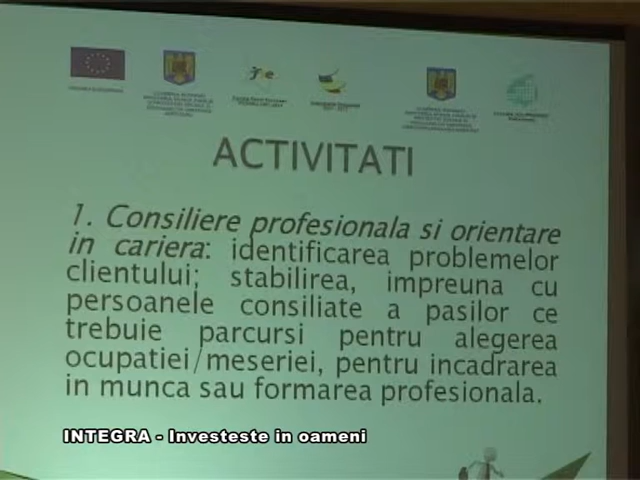 ACTIVITATI
1. Consiliere profesionala si orientare
in cariera: identificarea problemelor
clientului; stabilirea, impreuna cu
persoanele consiliate a pasilor ce
trebuie parcursi pentru alegerea
ocupatiei/meseriei, pentru incadrarea
in munca sau formarea profesionala.
INTEGRA - Investeste in oameni